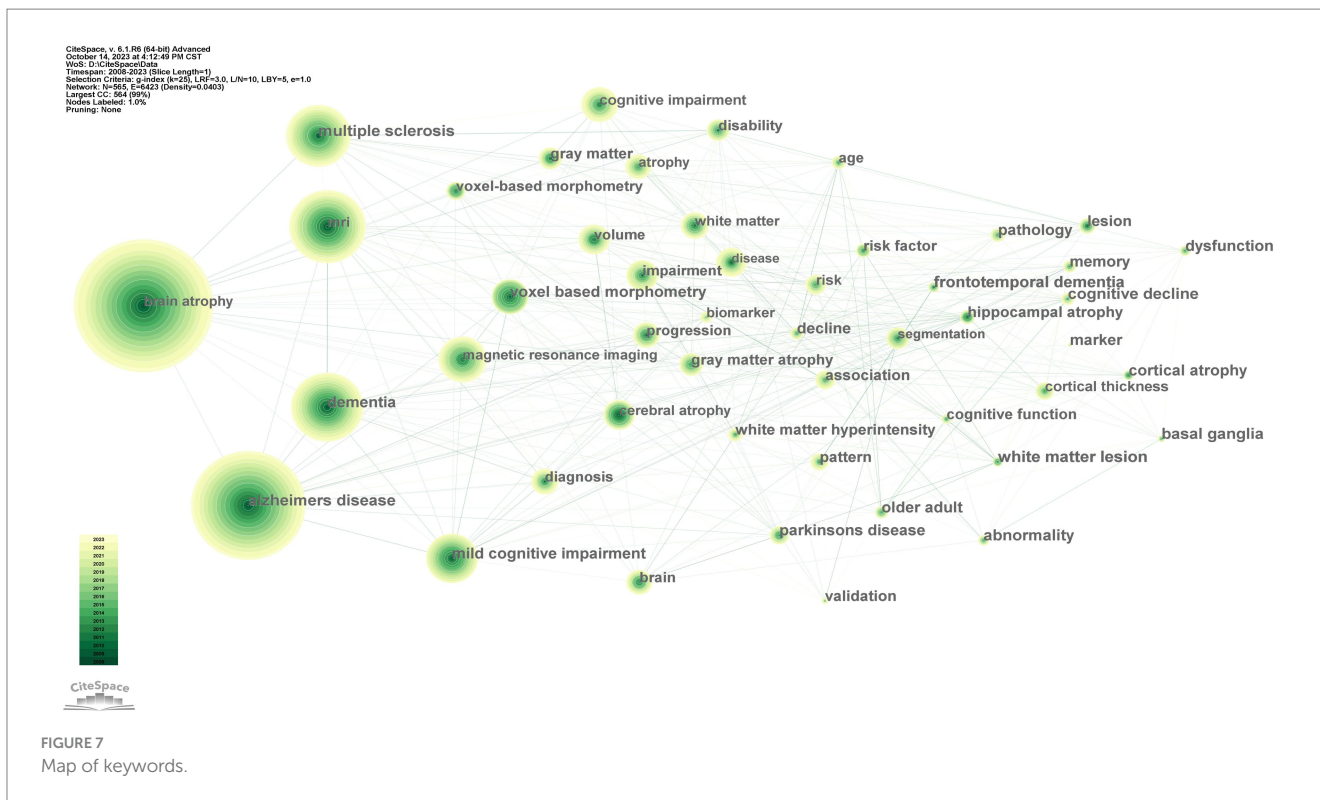 CiteSpace, v. 6.1.R6 (64-bit) Advanced
October 14, 2023 at 4:12:49 PM CST
WoS: D:\CiteSpace\Data
Timespan: 2008-2023 (Slice Length=1)
Selection Criteria: g-index (k=25), LRF=3.0, L/N=10, LBY=5, e=1.0
Network: N=565, E=6423 (Density=0.0403)
Largest CC: 564 (99%)
Nodes Labeled: 1.0%
Pruning: None
cognitive impairment
multiple sclerosis
disability
gray matter
atrophy
age
voxel-based morphometry
mri
white matter
lesion
volume
pathology
risk factor
dysfunction
disease
memory
impairment
risk
frontotemporal dementia
voxel based morphometry
cognitive decline
brain atrophy
biomarker
hippocampal atrophy
progression
decline
segmentation
marker
magnetic resonance imaging
gray matter atrophy
cortical atrophy
association
cortical thickness
dementia
cerebral atrophy
cognitive function
white matter hyperintensity
basal ganglia
pattern
white matter lesion
diagnosis
alzheimers disease
older adult
parkinsons disease
abnormality
mild cognitive impairment
brain
validation
2023
2022
2021
2020
2019
2018
2017
2016
2015
2014
2013
2012
2011
2010
2009
2008
CiteSpace
FIGURE 7
Map of keywords.